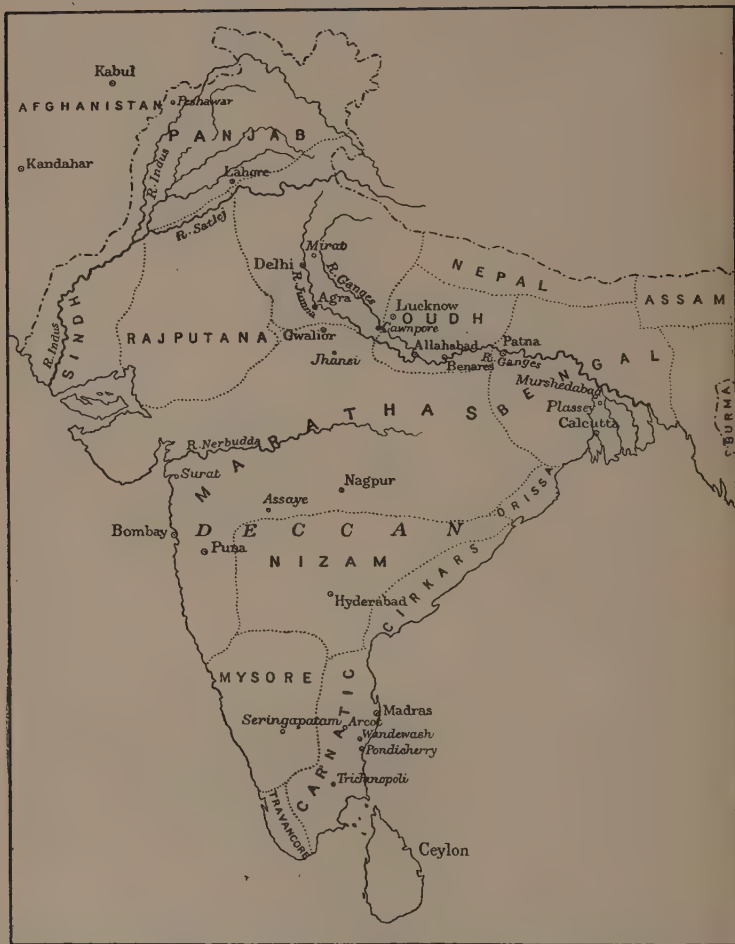 Kabul
AFGHANISTAN
Peshawar
PANJAB
Kandahar
R. Indus
Lahore
R. Satlej
Mirat
Delhi
R. Ganges
R. Jumna
NEPAL
Agra
ASSAM
Lucknow
OUDH
Cawnpore
SINDH
R. Indus
RAJPUTANA
Gwalior
Allahabad
Patna
Jhansi
Benares
R. Ganges
BENGAL
Murshedabad
Plassey
Calcutta
BURMA
MARATHAS
R. Nerbudda
Surat
Nagpur
Assaye
ORISSA
Bombay
DECCAN
Puna
NIZAM
CIRKARS
Hyderabad
MYSORE
CARNATIC
Madras
Seringapatam
Arcot
Wandewash
Pondicherry
Trichinopoli
TRAVANCORE
Ceylon